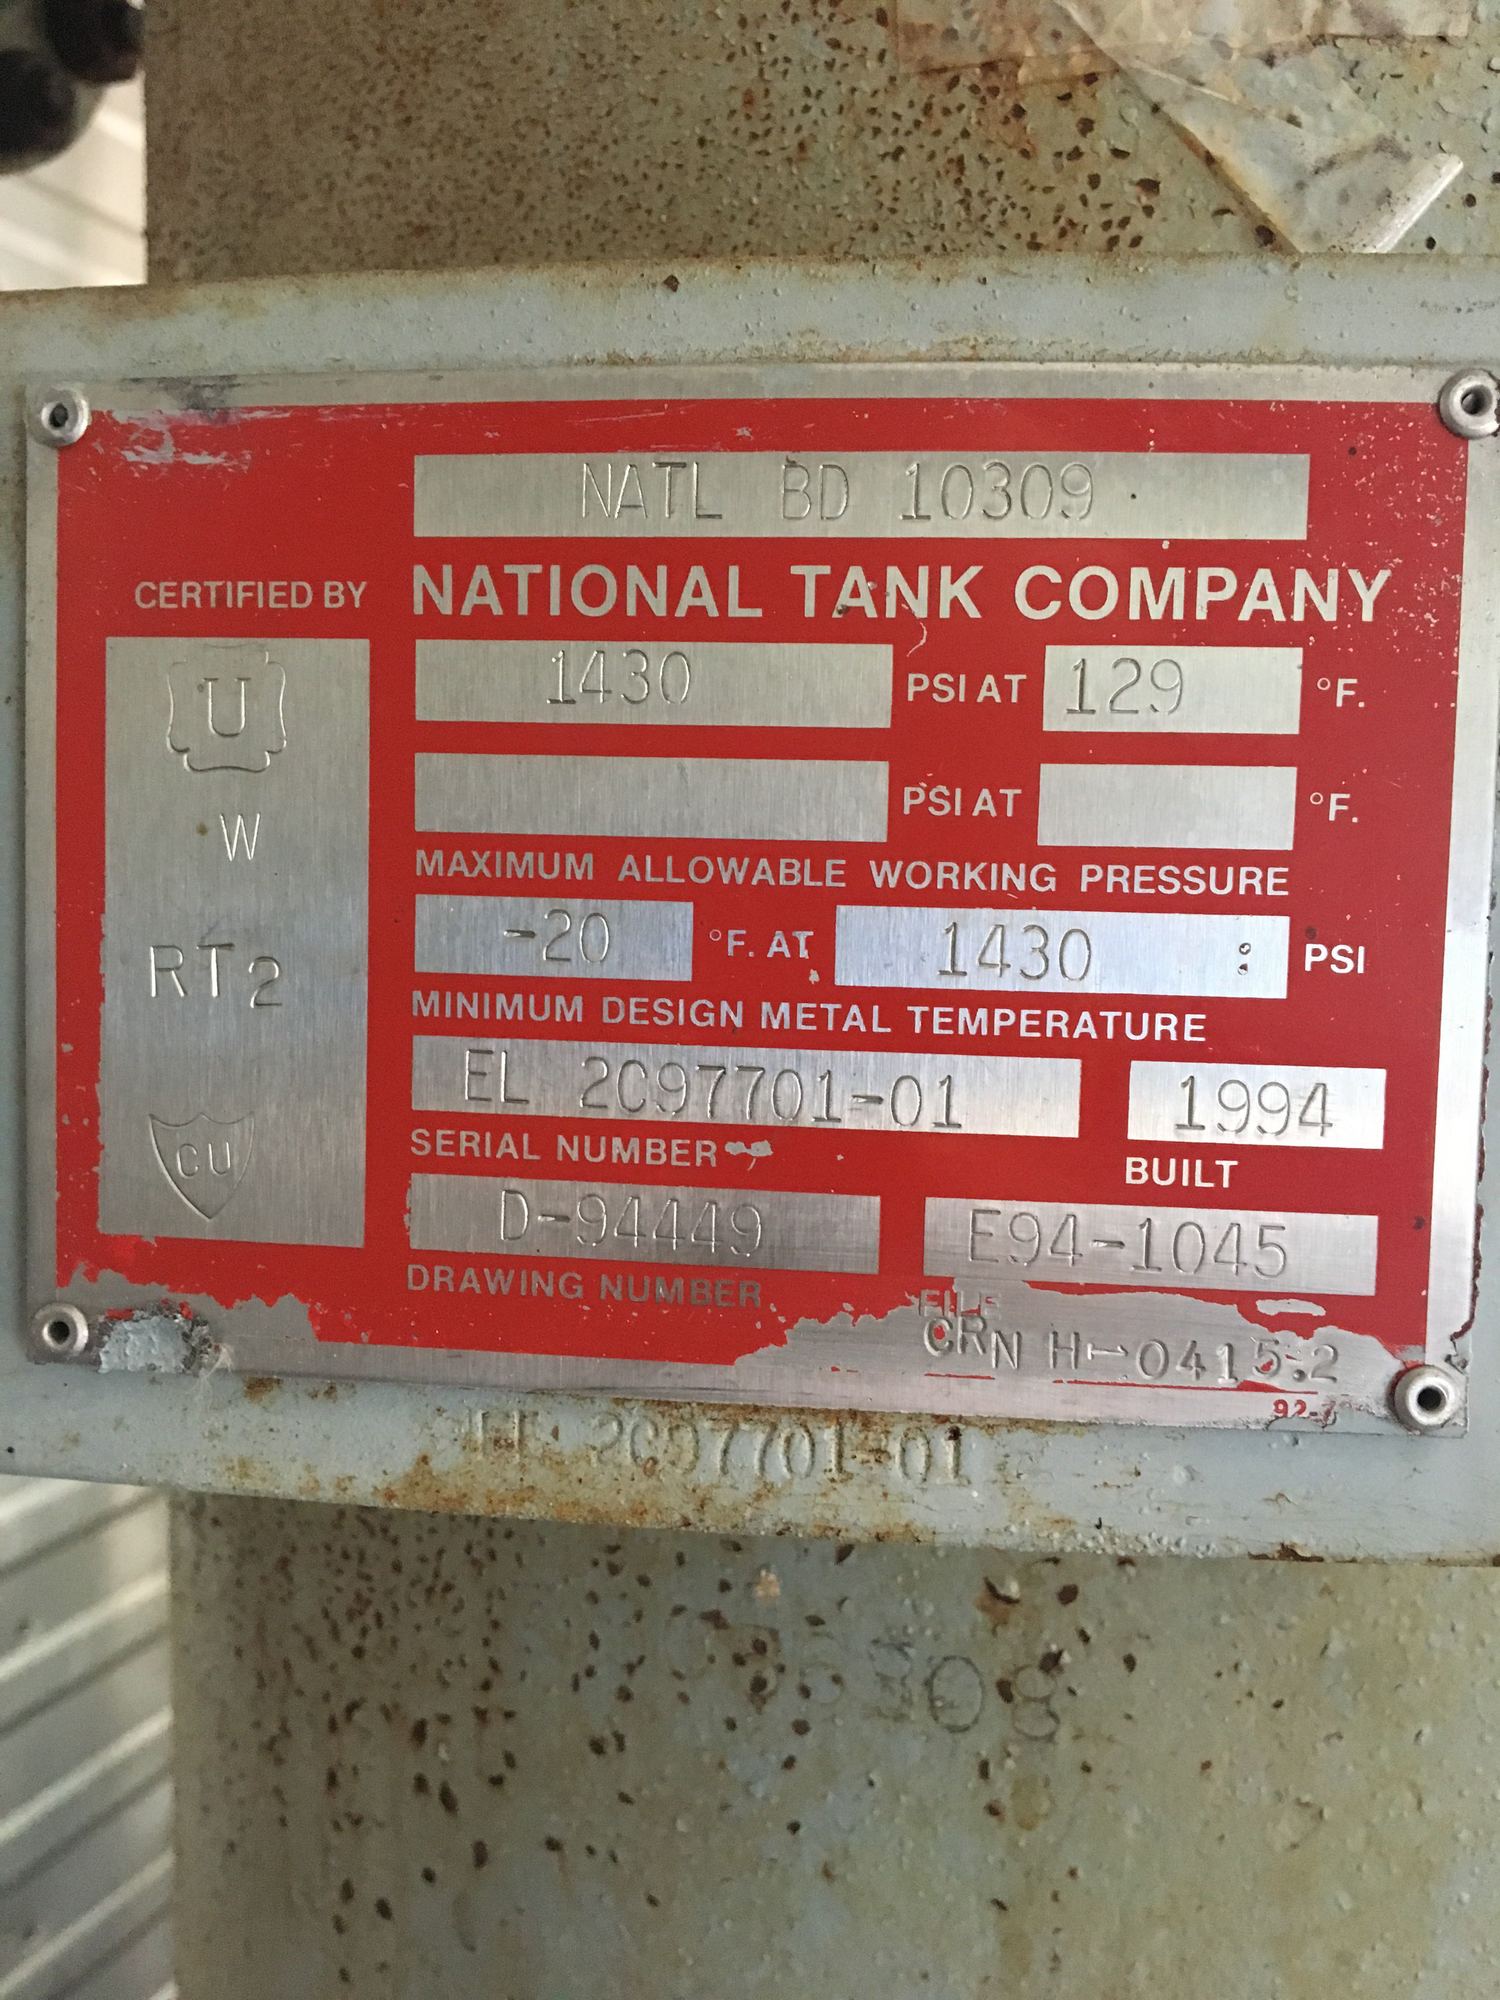 NATL BD 10309
CERTIFIED BY NATIONAL TANK COMPANY
U
1430 PSI AT 129 °F.
W
PSI AT °F.
MAXIMUM ALLOWABLE WORKING PRESSURE
RT2
-20 °F. AT 1430 PSI
MINIMUM DESIGN METAL TEMPERATURE
EL 2C97701-01 1994
SERIAL NUMBER BUILT
CU
D-94449 E94-1045
DRAWING NUMBER FILE
CRN H-0415.2
2C97701-01